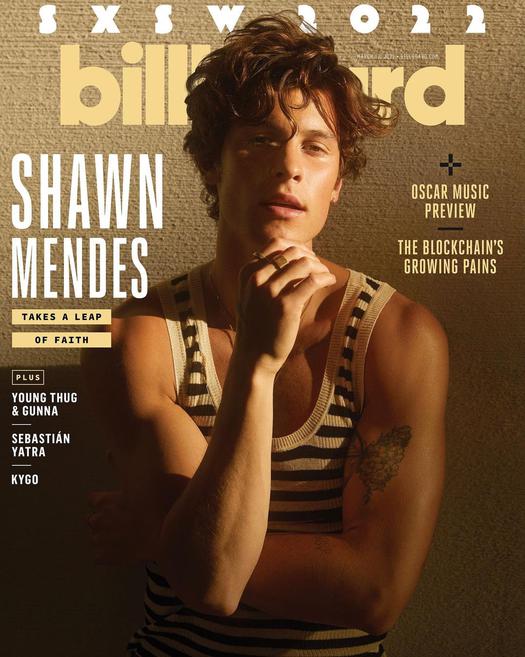 SXSW 2022
billboard
SHAWN
MENDES
TAKES A LEAP
OF FAITH
PLUS
YOUNG THUG
& GUNNA
SEBASTIÁN
YATRA
KYGO
+
OSCAR MUSIC
PREVIEW
THE BLOCKCHAIN'S
GROWING PAINS